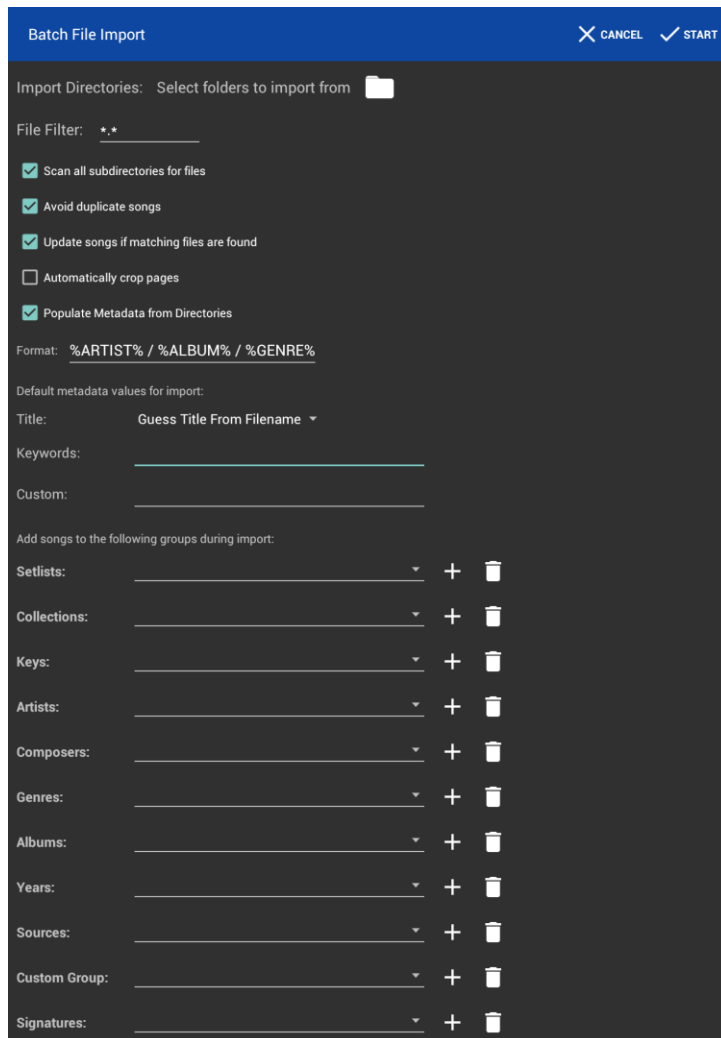 Batch File Import CANCEL START
Import Directories: Select folders to import from
File Filter: *.*
Scan all subdirectories for files
Avoid duplicate songs
Update songs if matching files are found
Automatically crop pages
Populate Metadata from Directories
Format: %ARTIST% / %ALBUM% / %GENRE%
Default metadata values for import:
Title: Guess Title From Filename
Keywords:
Custom:
Add songs to the following groups during import:
Setlists:
Collections:
Keys:
Artists:
Composers:
Genres:
Albums:
Years:
Sources:
Custom Group:
Signatures: